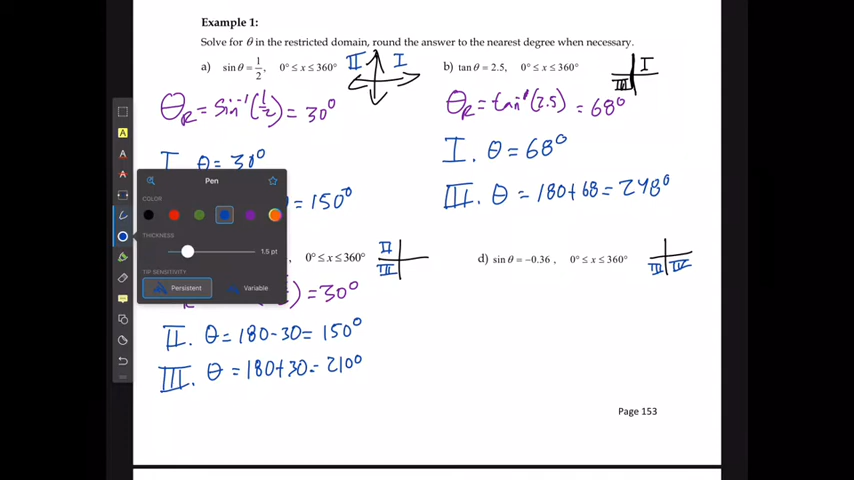 Example 1:
Solve for θ in the restricted domain, round the answer to the nearest degree when necessary.
a) sin θ = 1/2, 0° ≤ x ≤ 360°
II I
b) tan θ = 2.5, 0° ≤ x ≤ 360°
I
III
θR = sin⁻¹(1/2) = 30°
θR = tan⁻¹(2.5) = 68°
I. θ = 30°
I. θ = 68°
= 150°
III. θ = 180+68 = 248°
Pen
COLOR
THICKNESS
1.5 pt
TIP SENSITIVITY
Persistent Variable
0° ≤ x ≤ 360°
II
III
d) sin θ = −0.36 , 0° ≤ x ≤ 360°
III IV
) = 30°
II. θ = 180-30 = 150°
III. θ = 180+30 = 210°
Page 153